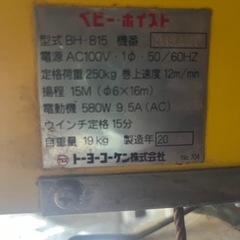 ベビー・ホイスト
型式 BH-815 機番
電源 AC100V・1φ・50/60HZ
定格荷重 250kg 巻上速度 12m/min
揚程 15M (φ6×16m)
電動機 580W 9.5A(AC)
ウインチ定格 15分
自重量 19kg 製造年 20
トーヨーコーケン株式会社
No.704